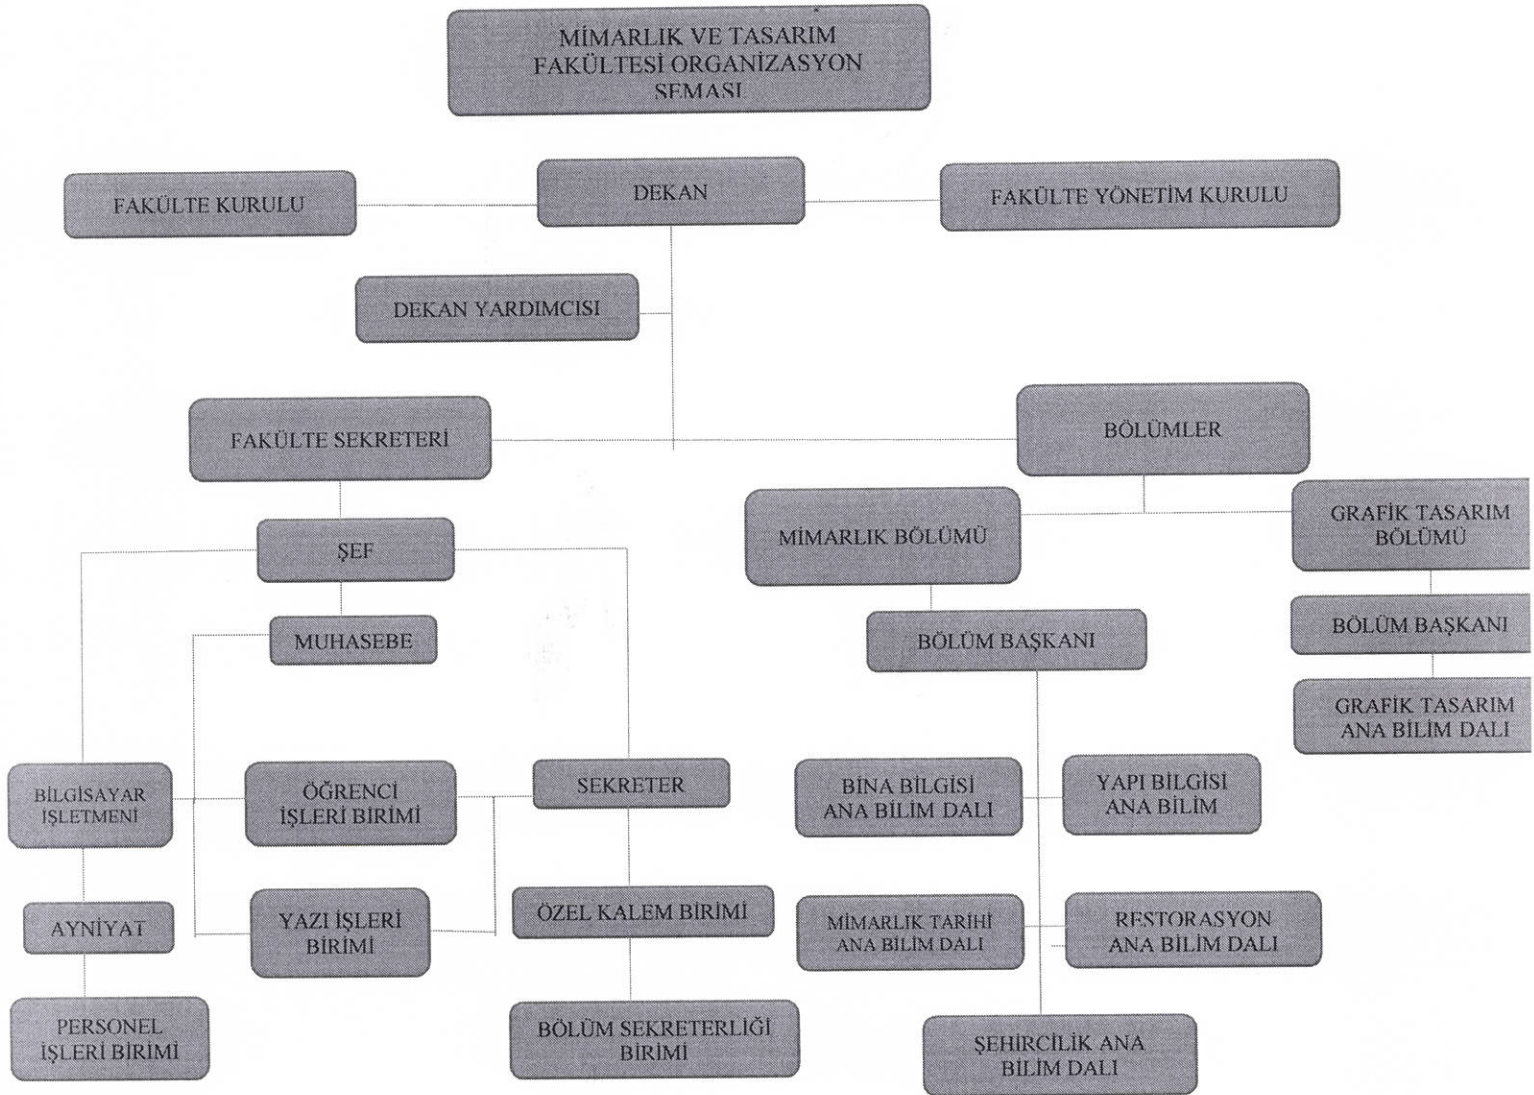 MİMARLIK VE TASARIM
FAKÜLTESİ ORGANİZASYON
ŞEMASI
FAKÜLTE KURULU
DEKAN
FAKÜLTE YÖNETİM KURULU
DEKAN YARDIMCISI
FAKÜLTE SEKRETERİ
BÖLÜMLER
ŞEF
MUHASEBE
MİMARLIK BÖLÜMÜ
GRAFİK TASARIM
BÖLÜMÜ
BÖLÜM BAŞKANI
BÖLÜM BAŞKANI
GRAFİK TASARIM
ANA BİLİM DALI
BİLGİSAYAR
İŞLETMENİ
ÖĞRENCİ
İŞLERİ BİRİMİ
SEKRETER
BİNA BİLGİSİ
ANA BİLİM DALI
YAPI BİLGİSİ
ANA BİLİM
AYNİYAT
YAZI İŞLERİ
BİRİMİ
ÖZEL KALEM BİRİMİ
MİMARLIK TARİHİ
ANA BİLİM DALI
RESTORASYON
ANA BİLİM DALI
PERSONEL
İŞLERİ BİRİMİ
BÖLÜM SEKRETERLİĞİ
BİRİMİ
ŞEHİRCİLİK ANA
BİLİM DALI